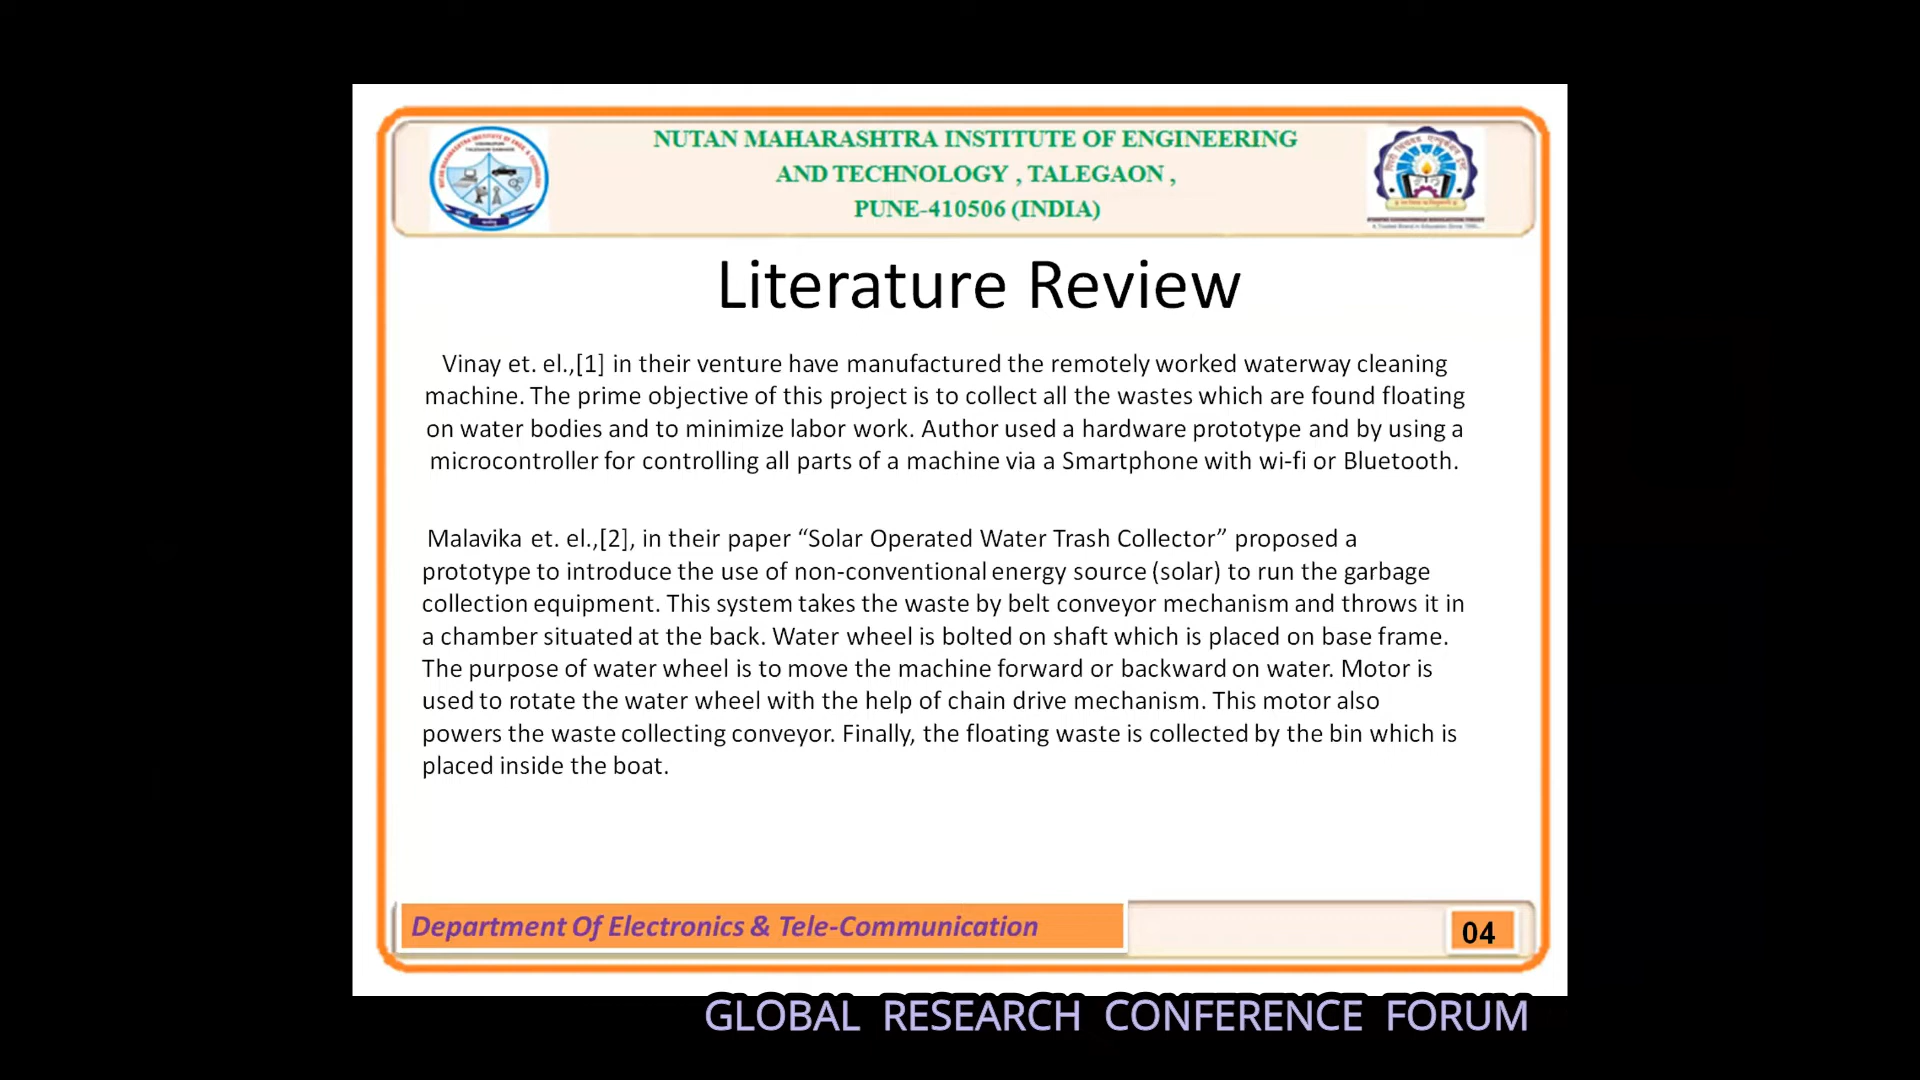 NUTAN MAHARASHTRA INSTITUTE OF ENGINEERING
AND TECHNOLOGY , TALEGAON ,
PUNE-410506 (INDIA)
Literature Review
Vinay et. el.,[1] in their venture have manufactured the remotely worked waterway cleaning
machine. The prime objective of this project is to collect all the wastes which are found floating
on water bodies and to minimize labor work. Author used a hardware prototype and by using a
microcontroller for controlling all parts of a machine via a Smartphone with wi-fi or Bluetooth.
Malavika et. el.,[2], in their paper “Solar Operated Water Trash Collector” proposed a
prototype to introduce the use of non-conventional energy source (solar) to run the garbage
collection equipment. This system takes the waste by belt conveyor mechanism and throws it in
a chamber situated at the back. Water wheel is bolted on shaft which is placed on base frame.
The purpose of water wheel is to move the machine forward or backward on water. Motor is
used to rotate the water wheel with the help of chain drive mechanism. This motor also
powers the waste collecting conveyor. Finally, the floating waste is collected by the bin which is
placed inside the boat.
Department Of Electronics & Tele-Communication
04
GLOBAL RESEARCH CONFERENCE FORUM